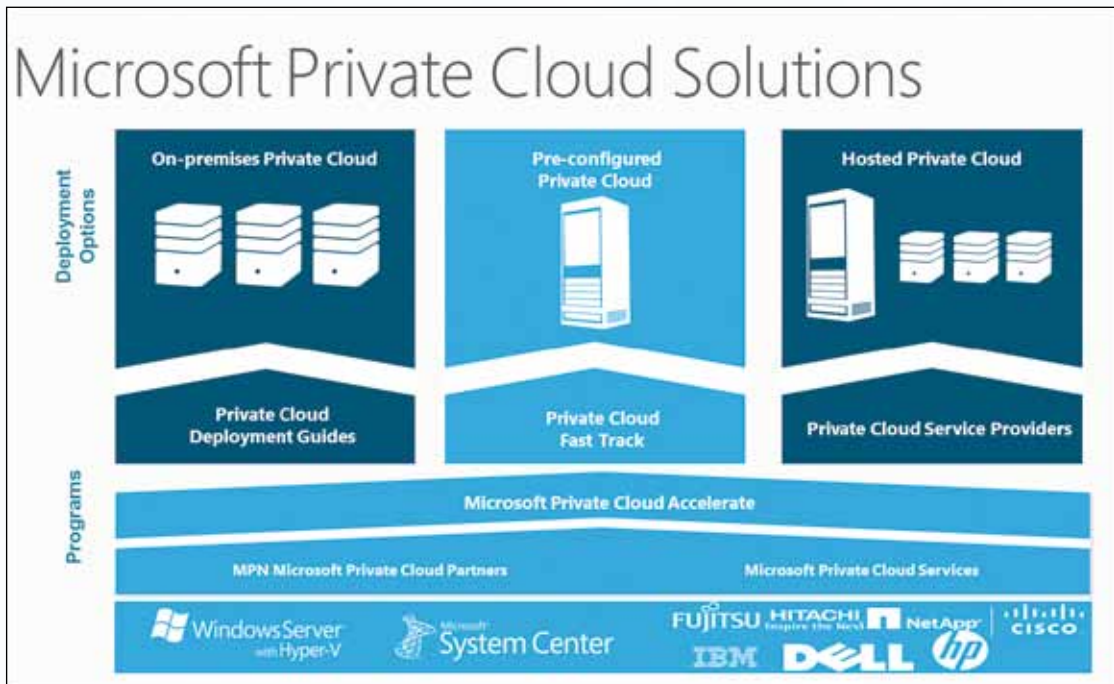 Microsoft Private Cloud Solutions
Deployment
Options
On-premises Private Cloud
Pre-configured
Private Cloud
Hosted Private Cloud
Private Cloud
Deployment Guides
Private Cloud
Fast Track
Private Cloud Service Providers
Programs
Microsoft Private Cloud Accelerate
MPN Microsoft Private Cloud Partners
Microsoft Private Cloud Services
Windows Server
with Hyper-V
Microsoft
System Center
FUJITSU
HITACHI
Inspire the Next
NetApp
CISCO
IBM
DELL
hp